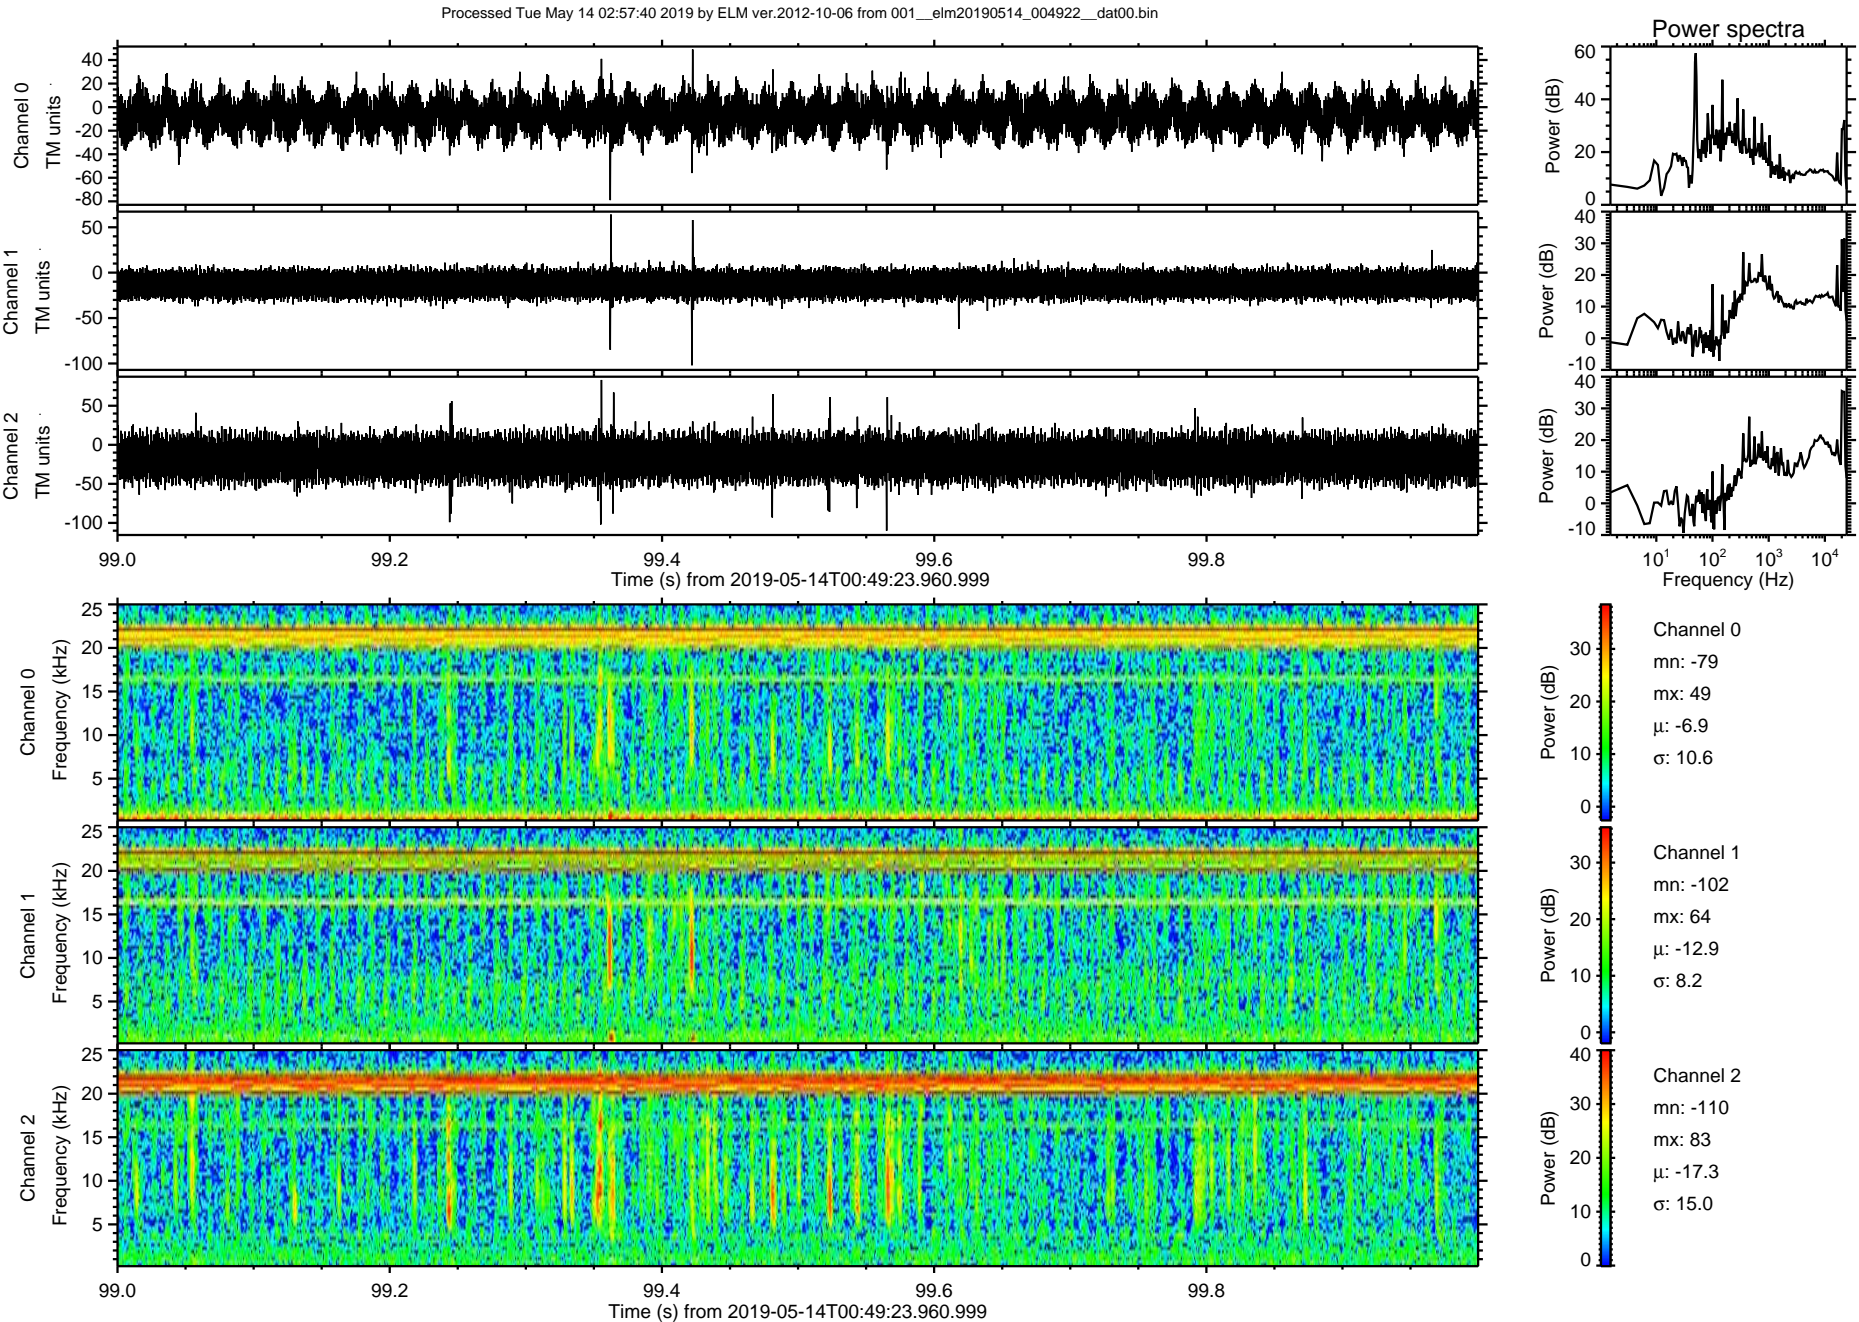 Processed Tue May 14 02:57:40 2019 by ELM ver.2012-10-06 from 001__elm20190514_004922__dat00.bin
Power spectra
Channel 0
TM units
40
20
0
-20
-40
-60
-80
Power (dB)
60
40
20
0
Channel 1
TM units
50
0
-50
-100
Power (dB)
40
30
20
10
0
-10
Channel 2
TM units
50
0
-50
-100
Power (dB)
40
30
20
10
0
-10
99.0 99.2 99.4 99.6 99.8
Time (s) from 2019-05-14T00:49:23.960.999
10¹ 10² 10³ 10⁴
Frequency (Hz)
Channel 0
Frequency (kHz)
25
20
15
10
5
Power (dB)
30
20
10
0
Channel 0
mn: -79
mx: 49
μ: -6.9
σ: 10.6
Channel 1
Frequency (kHz)
25
20
15
10
5
Power (dB)
30
20
10
0
Channel 1
mn: -102
mx: 64
μ: -12.9
σ: 8.2
Channel 2
Frequency (kHz)
25
20
15
10
5
Power (dB)
40
30
20
10
0
Channel 2
mn: -110
mx: 83
μ: -17.3
σ: 15.0
99.0 99.2 99.4 99.6 99.8
Time (s) from 2019-05-14T00:49:23.960.999